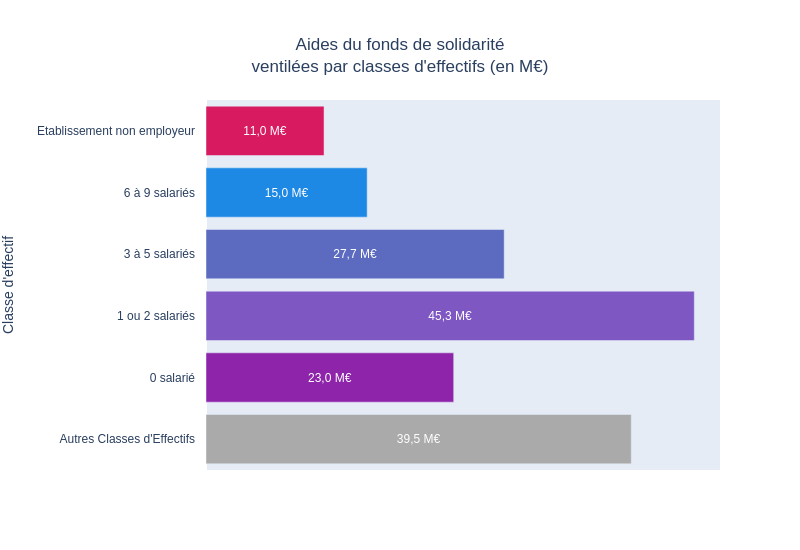 Aides du fonds de solidarité
ventilées par classes d'effectifs (en M€)
Classe d'effectif
Etablissement non employeur 11,0 M€
6 à 9 salariés 15,0 M€
3 à 5 salariés 27,7 M€
1 ou 2 salariés 45,3 M€
0 salarié 23,0 M€
Autres Classes d'Effectifs 39,5 M€